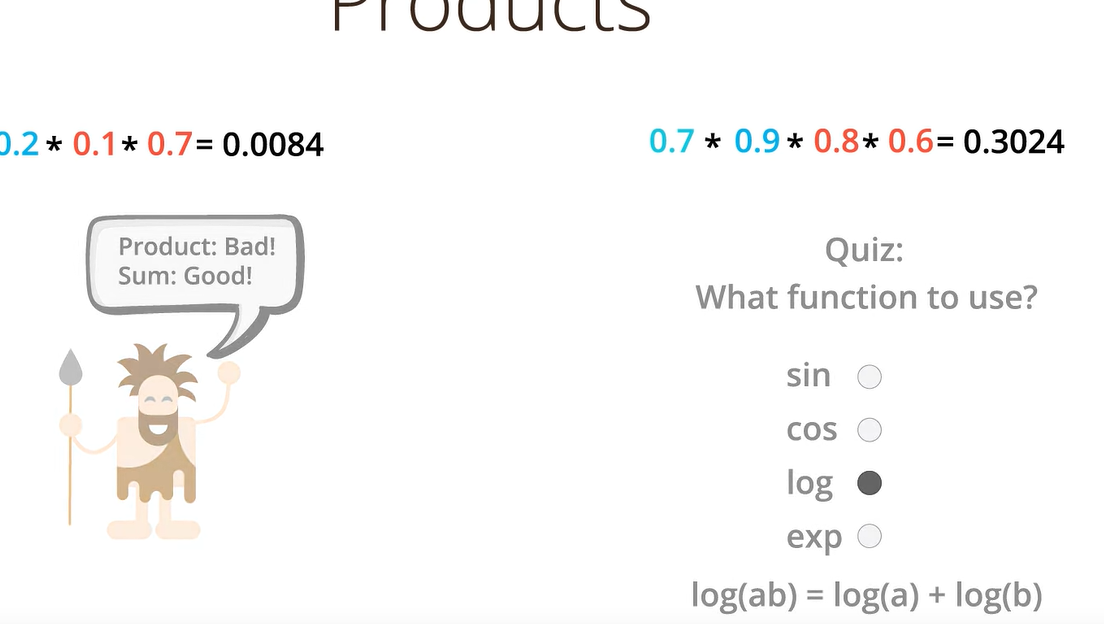 Products
0.2 * 0.1* 0.7= 0.0084
0.7 * 0.9 * 0.8* 0.6= 0.3024
Product: Bad!
Sum: Good!
Quiz:
What function to use?
sin
cos
log
exp
log(ab) = log(a) + log(b)